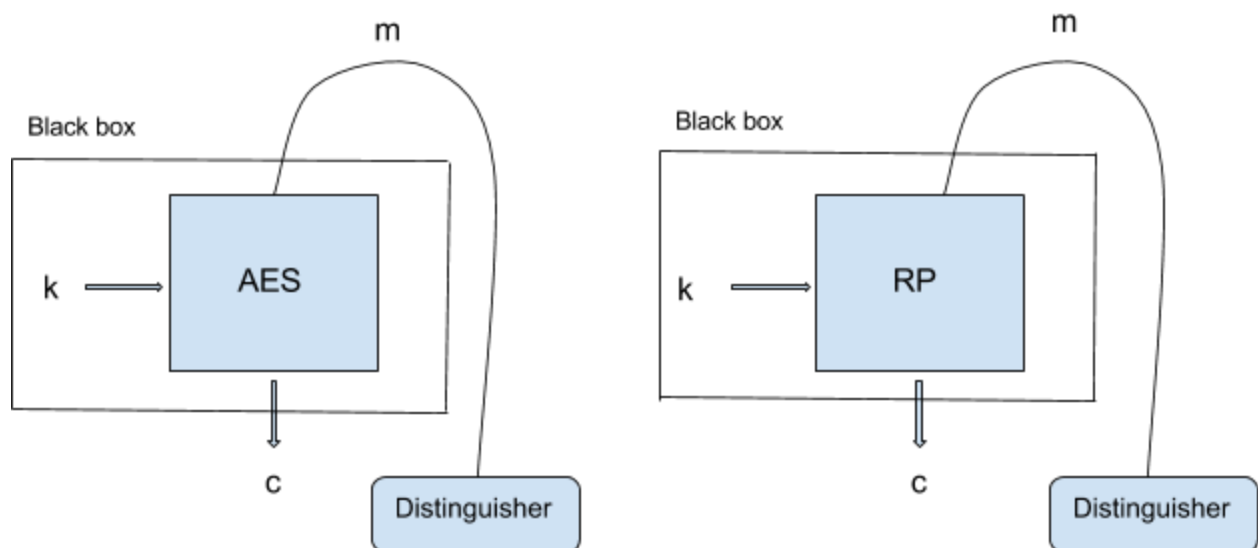 m
Black box
k
AES
c
Distinguisher
m
Black box
k
RP
c
Distinguisher